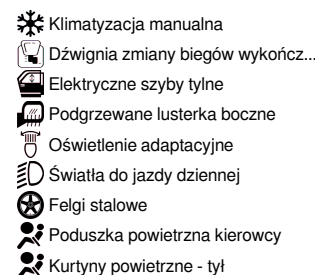 Klimatyzacja manualna
Dźwignia zmiany biegów wykończ...
Elektryczne szyby tylne
Podgrzewane lusterka boczne
Oświetlenie adaptacyjne
Światła do jazdy dziennej
Felgi stalowe
Poduszka powietrzna kierowcy
Kurtyny powietrzne - tył